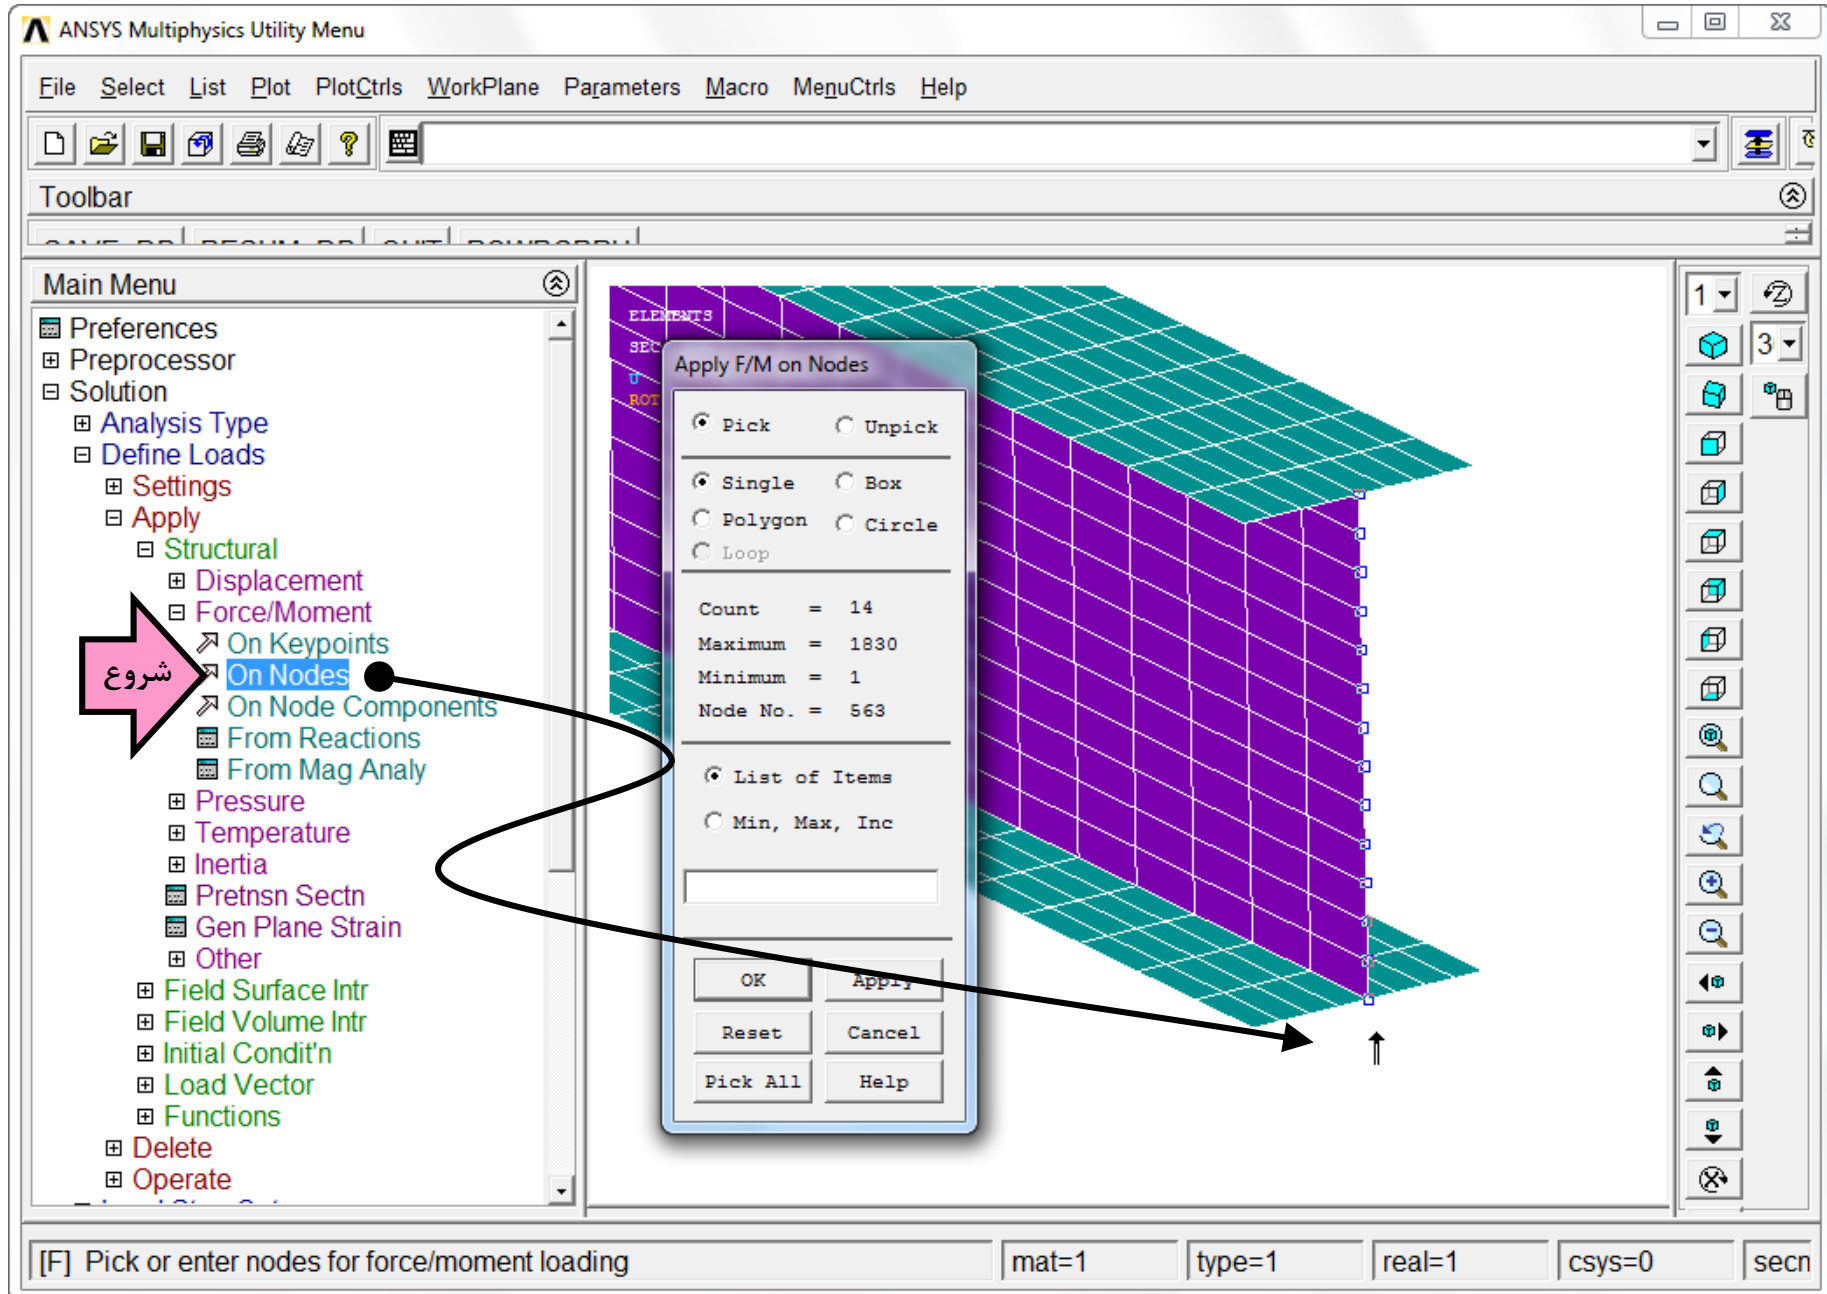 ANSYS Multiphysics Utility Menu
File Select List Plot PlotCtrls WorkPlane Parameters Macro MenuCtrls Help
Toolbar
Main Menu
Preferences
Preprocessor
Solution
Analysis Type
Define Loads
Settings
Apply
Structural
Displacement
Force/Moment
On Keypoints
شروع
On Nodes
On Node Components
From Reactions
From Mag Analy
Pressure
Temperature
Inertia
Pretnsn Sectn
Gen Plane Strain
Other
Field Surface Intr
Field Volume Intr
Initial Condit'n
Load Vector
Functions
Delete
Operate
ELEMENTS
SEC
U
ROT
Apply F/M on Nodes
Pick Unpick
Single Box
Polygon Circle
Loop
Count = 14
Maximum = 1830
Minimum = 1
Node No. = 563
List of Items
Min, Max, Inc
OK Apply
Reset Cancel
Pick All Help
1
3
[F] Pick or enter nodes for force/moment loading
mat=1 type=1 real=1 csys=0 secn